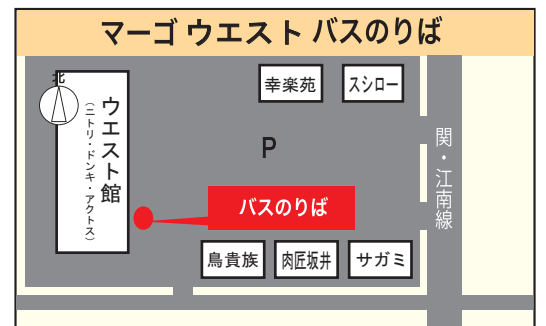 マーゴ ウエスト バスのりば
北
ウエスト館
（ニトリ・ドンキ・アクトス）
幸楽苑
スシロー
P
関・江南線
バスのりば
鳥貴族
肉匠坂井
サガミ